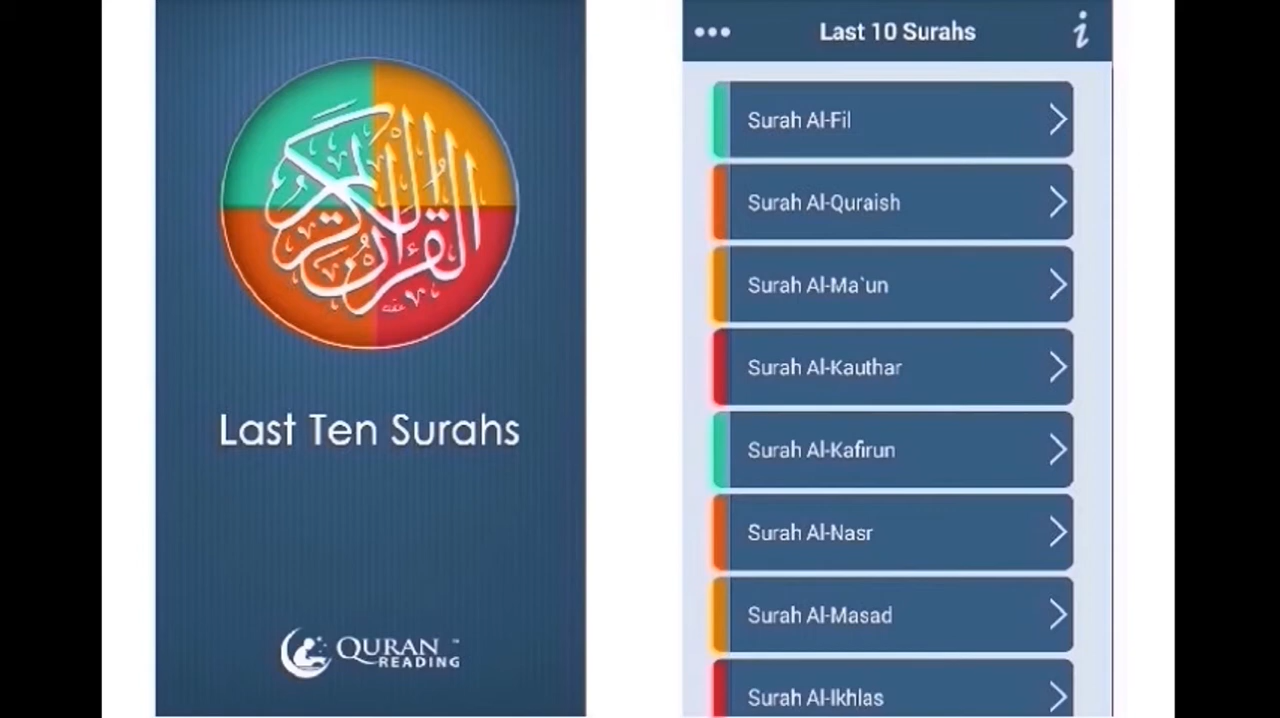 القرآن الكريم
Last Ten Surahs
QURAN™
READING
Last 10 Surahs
Surah Al-Fil
Surah Al-Quraish
Surah Al-Ma`un
Surah Al-Kauthar
Surah Al-Kafirun
Surah Al-Nasr
Surah Al-Masad
Surah Al-Ikhlas